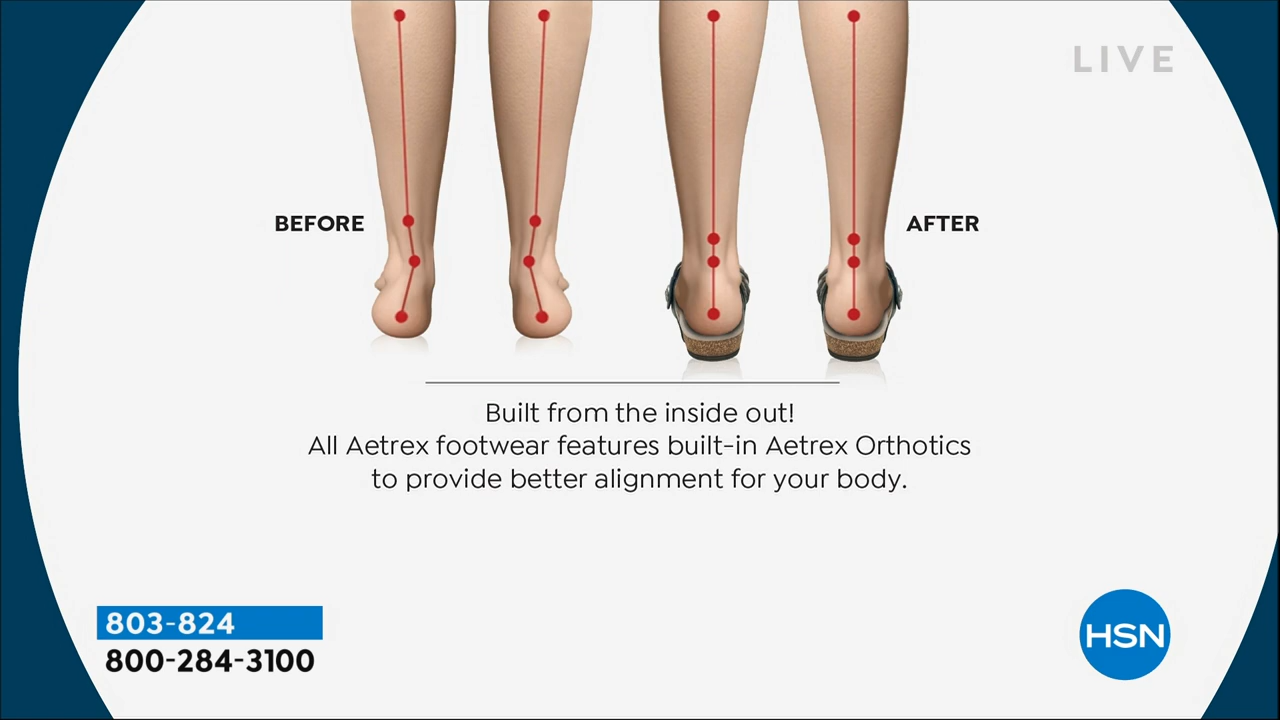 LIVE
BEFORE
AFTER
Built from the inside out!
All Aetrex footwear features built-in Aetrex Orthotics
to provide better alignment for your body.
803-824
800-284-3100
HSN